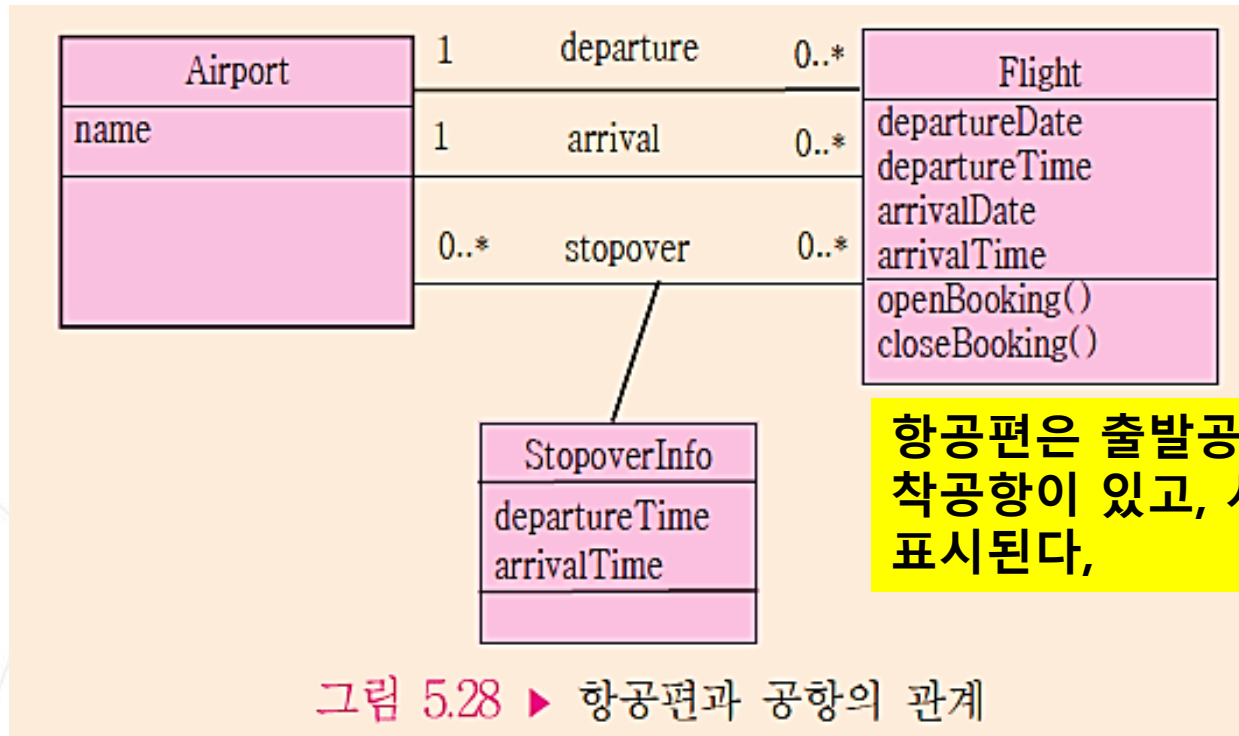 Airport
name
1 departure 0..*
1 arrival 0..*
0..* stopover 0..*
Flight
departureDate
departureTime
arrivalDate
arrivalTime
openBooking()
closeBooking()
StopoverInfo
departureTime
arrivalTime
항공편은 출발공
착공항이 있고,
표시된다,
그림 5.28 ▶ 항공편과 공항의 관계